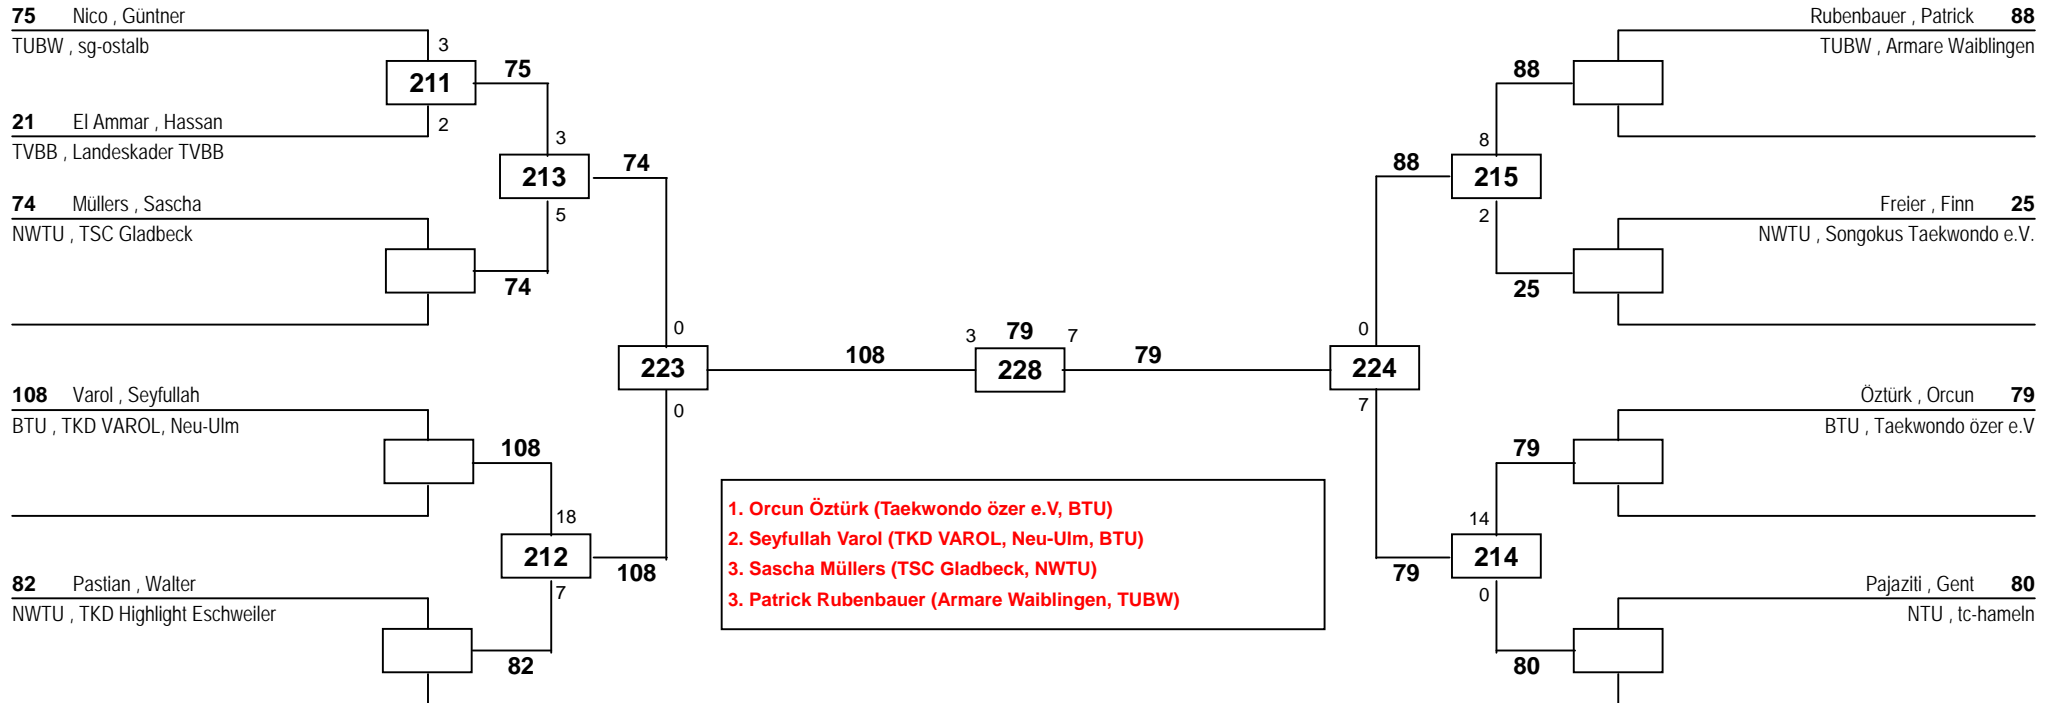 75 Nico , Güntner
TUBW , sg-ostalb
3
211
75
2
21 El Ammar , Hassan
TVBB , Landeskader TVBB
3
213
74
5
74 Müllers , Sascha
NWTU , TSC Gladbeck
74
0
223
108
0
108 Varol , Seyfullah
BTU , TKD VAROL, Neu-Ulm
108
18
212
108
7
82 Pastian , Walter
NWTU , TKD Highlight Eschweiler
82
3 79 7
228
79
1. Orcun Öztürk (Taekwondo özer e.V, BTU)
2. Seyfullah Varol (TKD VAROL, Neu-Ulm, BTU)
3. Sascha Müllers (TSC Gladbeck, NWTU)
3. Patrick Rubenbauer (Armare Waiblingen, TUBW)
Rubenbauer , Patrick 88
TUBW , Armare Waiblingen
88
8
88
215
2
Freier , Finn 25
NWTU , Songokus Taekwondo e.V.
25
0
224
7
Öztürk , Orcun 79
BTU , Taekwondo özer e.V
79
14
214
79
0
Pajaziti , Gent 80
NTU , tc-hameln
80